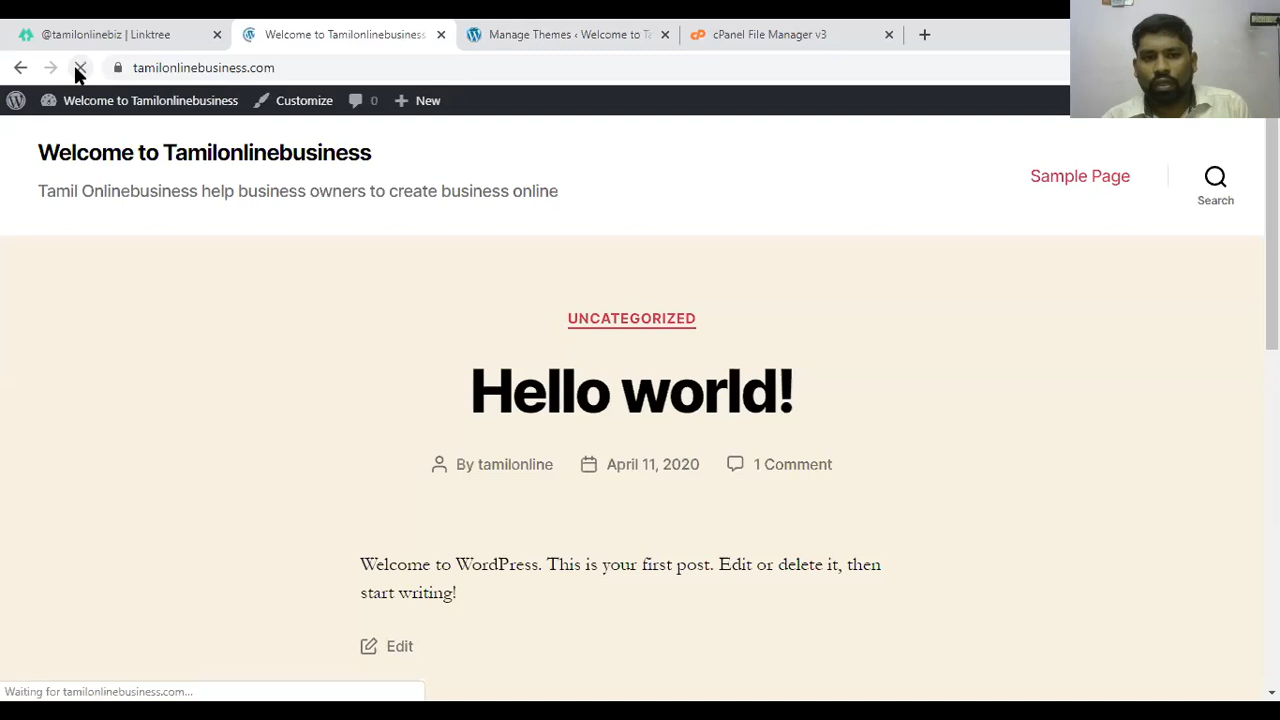 @tamilonlinebiz | Linktree
Welcome to Tamilonlinebusiness
Manage Themes ‹ Welcome to Ta
cPanel File Manager v3
tamilonlinebusiness.com
Welcome to Tamilonlinebusiness
Customize
0
New
Welcome to Tamilonlinebusiness
Tamil Onlinebusiness help business owners to create business online
Sample Page
Search
UNCATEGORIZED
Hello world!
By tamilonline
April 11, 2020
1 Comment
Welcome to WordPress. This is your first post. Edit or delete it, then
start writing!
Edit
Waiting for tamilonlinebusiness.com...